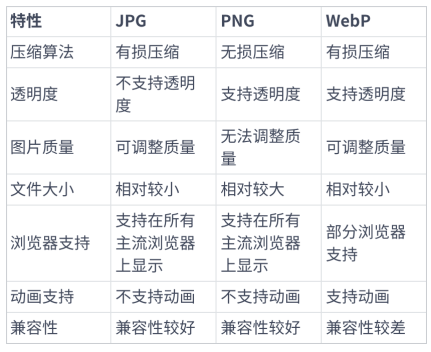 特性 JPG PNG WebP
压缩算法 有损压缩 无损压缩 有损压缩
透明度 不支持透明度 支持透明度 支持透明度
图片质量 可调整质量 无法调整质量 可调整质量
文件大小 相对较小 相对较大 相对较小
浏览器支持 支持在所有主流浏览器上显示 支持在所有主流浏览器上显示 部分浏览器支持
动画支持 不支持动画 不支持动画 支持动画
兼容性 兼容性较好 兼容性较好 兼容性较差